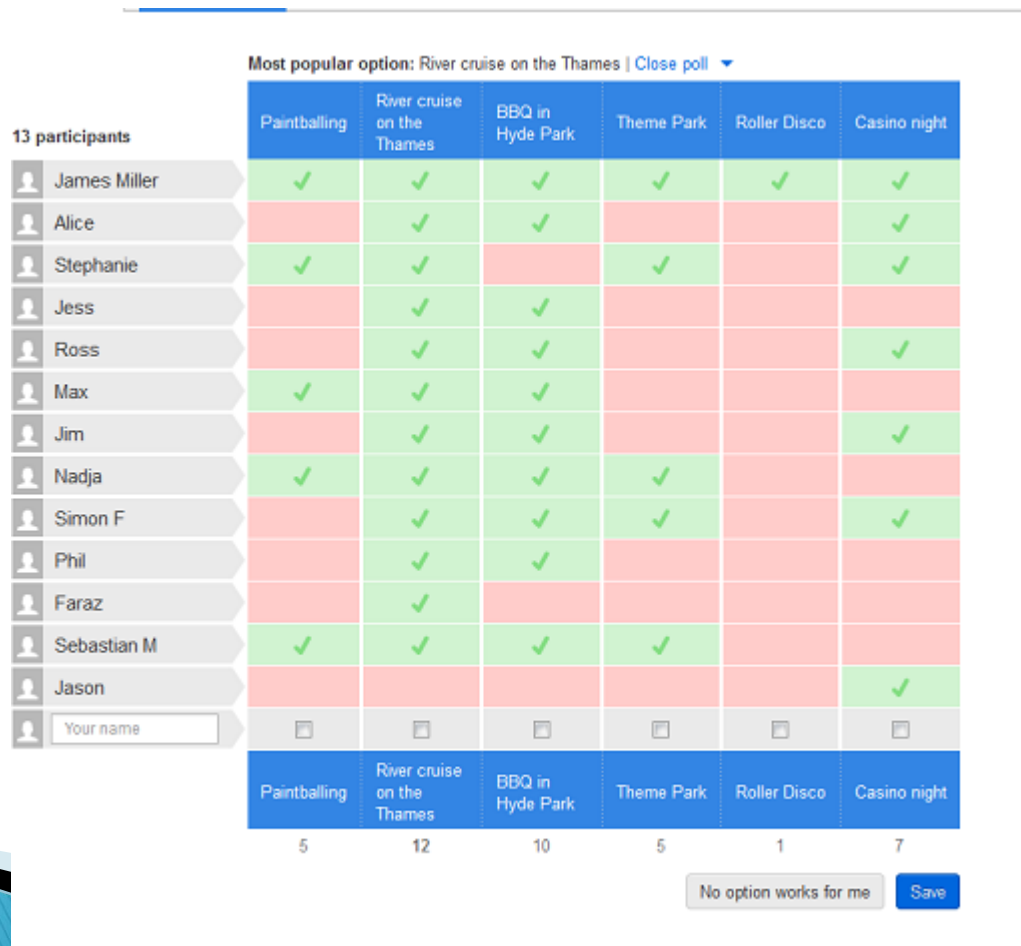 Most popular option: River cruise on the Thames | Close poll
13 participants
Paintballing
River cruise
on the
Thames
BBQ in
Hyde Park
Theme Park
Roller Disco
Casino night
James Miller
Alice
Stephanie
Jess
Ross
Max
Jim
Nadja
Simon F
Phil
Faraz
Sebastian M
Jason
Your name
Paintballing
River cruise
on the
Thames
BBQ in
Hyde Park
Theme Park
Roller Disco
Casino night
5 12 10 5 1 7
No option works for me Save